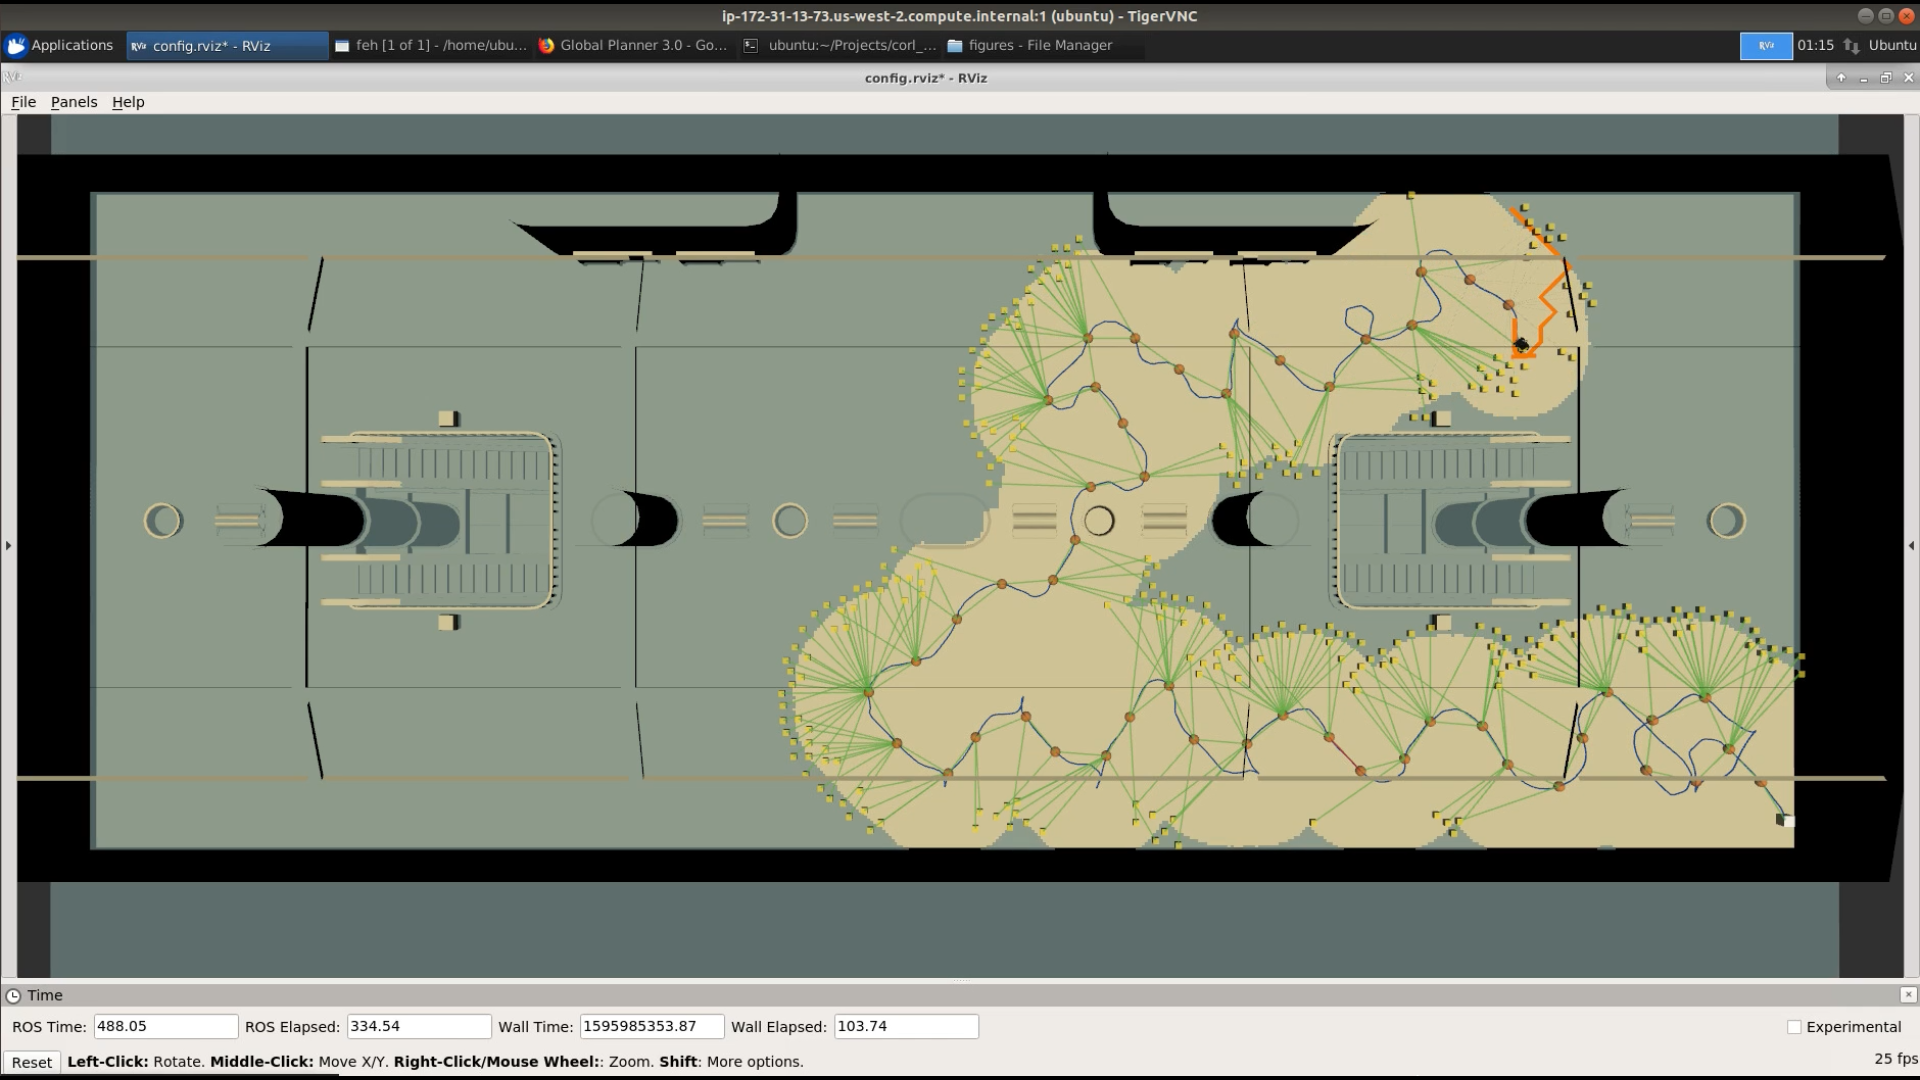 ip-172-31-13-73.us-west-2.compute.internal:1 (ubuntu) - TigerVNC
Applications RViz config.rviz* - RViz feh [1 of 1] - /home/ubu... Global Planner 3.0 - Go... ubuntu:~/Projects/corl_... figures - File Manager RViz 01:15 Ubuntu
config.rviz* - RViz
File Panels Help
Time
ROS Time: 488.05 ROS Elapsed: 334.54 Wall Time: 1595985353.87 Wall Elapsed: 103.74 Experimental
Reset Left-Click: Rotate. Middle-Click: Move X/Y. Right-Click/Mouse Wheel:: Zoom. Shift: More options. 25 fps